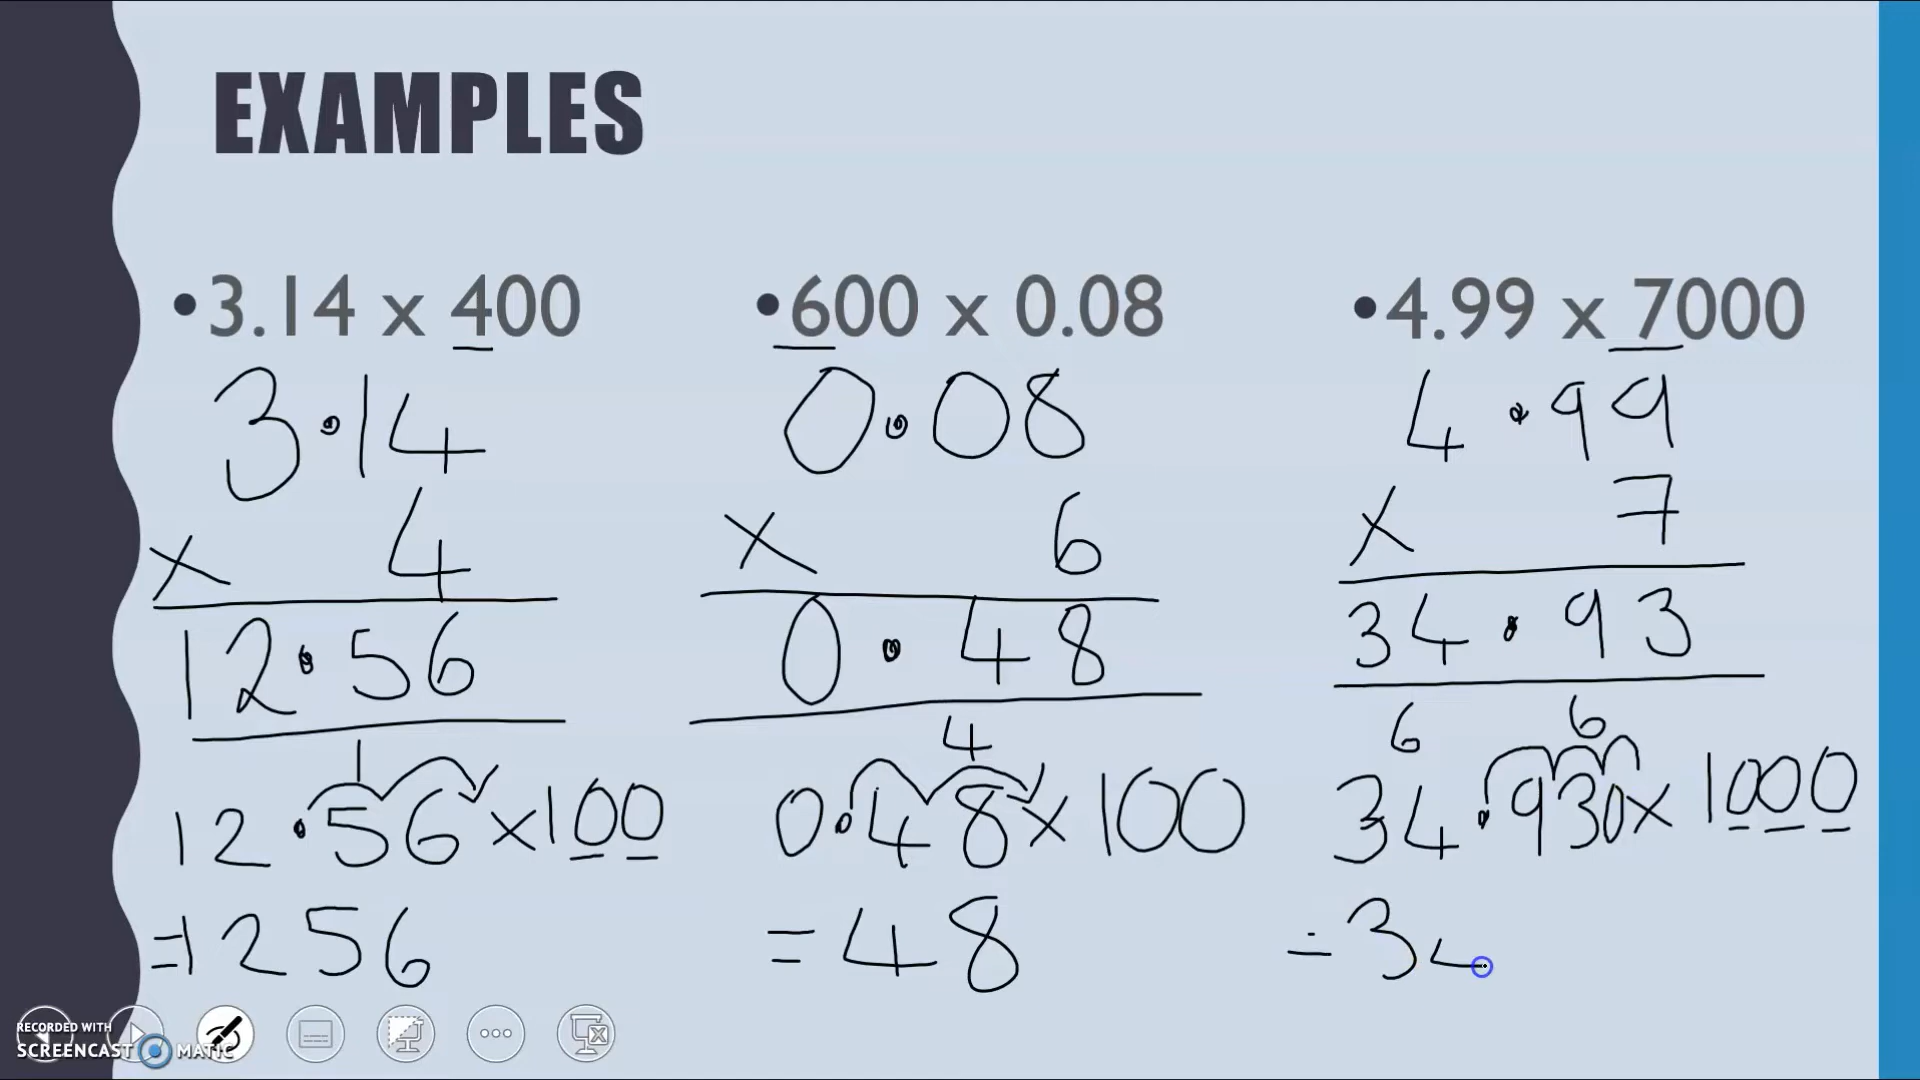 EXAMPLES
•3.14 x 400
3.14
x 4
12.56
1
12.56 x 100
= 1256
•600 x 0.08
0.08
x 6
0.48
4
0.48 x 100
= 48
•4.99 x 7000
4.99
x 7
34.93
6 6
34.930 x 1000
= 34
RECORDED WITH
SCREENCAST MATIC